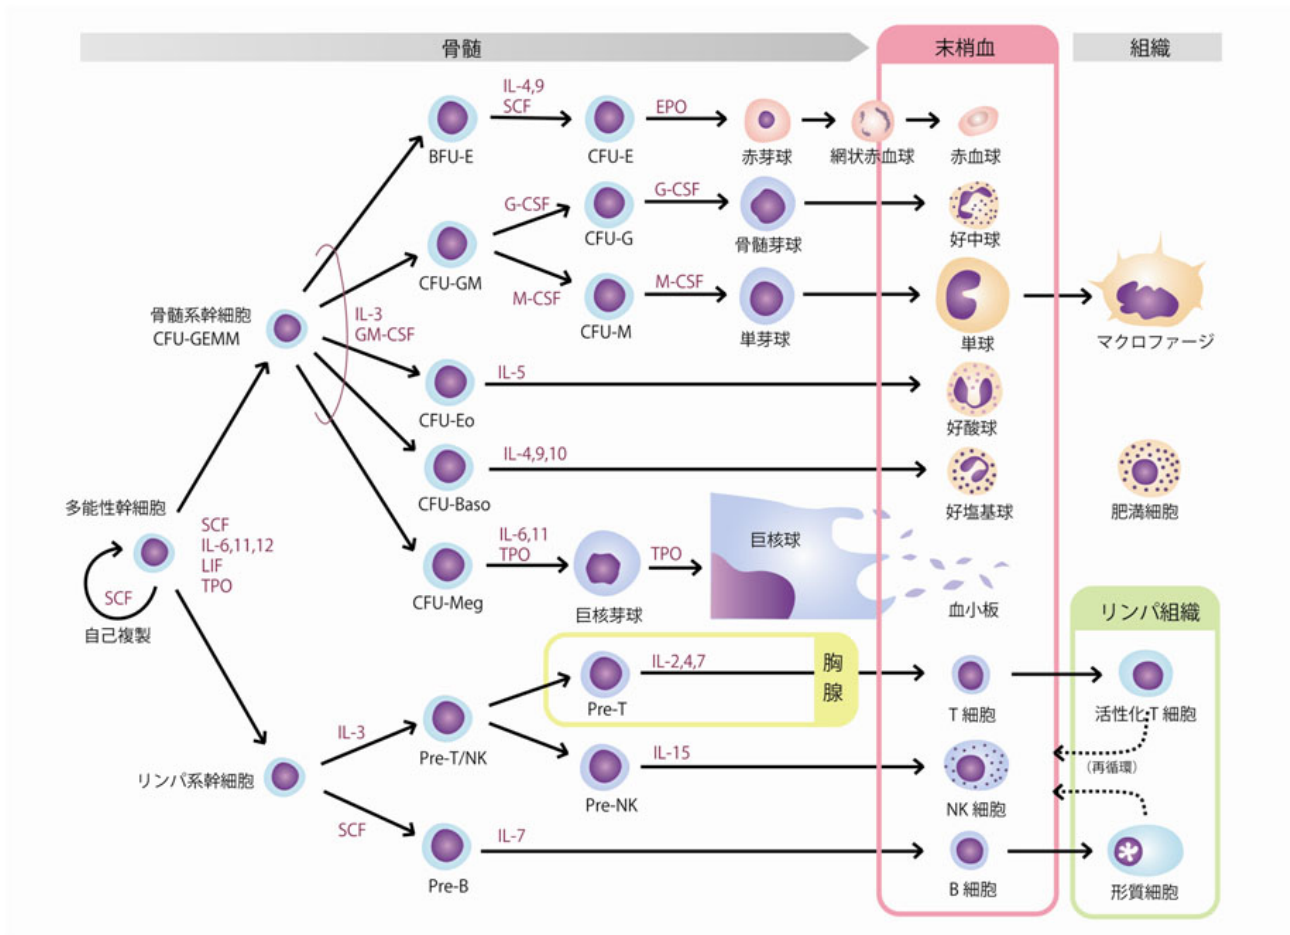 骨髄
末梢血
組織
IL-4,9
SCF
EPO
BFU-E
CFU-E
赤芽球
網状赤血球
赤血球
G-CSF
G-CSF
CFU-G
骨髄芽球
好中球
CFU-GM
M-CSF
M-CSF
CFU-M
単芽球
単球
マクロファージ
骨髄系幹細胞
CFU-GEMM
IL-3
GM-CSF
IL-5
CFU-Eo
好酸球
IL-4,9,10
CFU-Baso
好塩基球
肥満細胞
多能性幹細胞
SCF
IL-6,11,12
LIF
TPO
SCF
自己複製
IL-6,11
TPO
TPO
CFU-Meg
巨核芽球
巨核球
血小板
リンパ組織
胸
腺
IL-2,4,7
Pre-T
T 細胞
活性化 T 細胞
IL-3
Pre-T/NK
IL-15
Pre-NK
NK 細胞
(再循環)
リンパ系幹細胞
SCF
IL-7
Pre-B
B 細胞
形質細胞